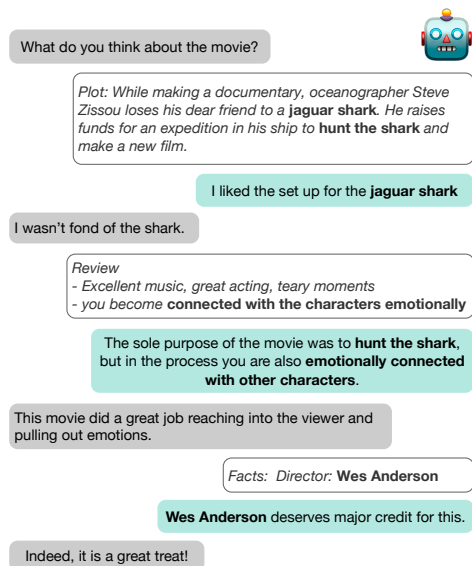 What do you think about the movie?
Plot: While making a documentary, oceanographer Steve
Zissou loses his dear friend to a jaguar shark. He raises
funds for an expedition in his ship to hunt the shark and
make a new film.
I liked the set up for the jaguar shark
I wasn't fond of the shark.
Review
- Excellent music, great acting, teary moments
- you become connected with the characters emotionally
The sole purpose of the movie was to hunt the shark,
but in the process you are also emotionally connected
with other characters.
This movie did a great job reaching into the viewer and
pulling out emotions.
Facts: Director: Wes Anderson
Wes Anderson deserves major credit for this.
Indeed, it is a great treat!